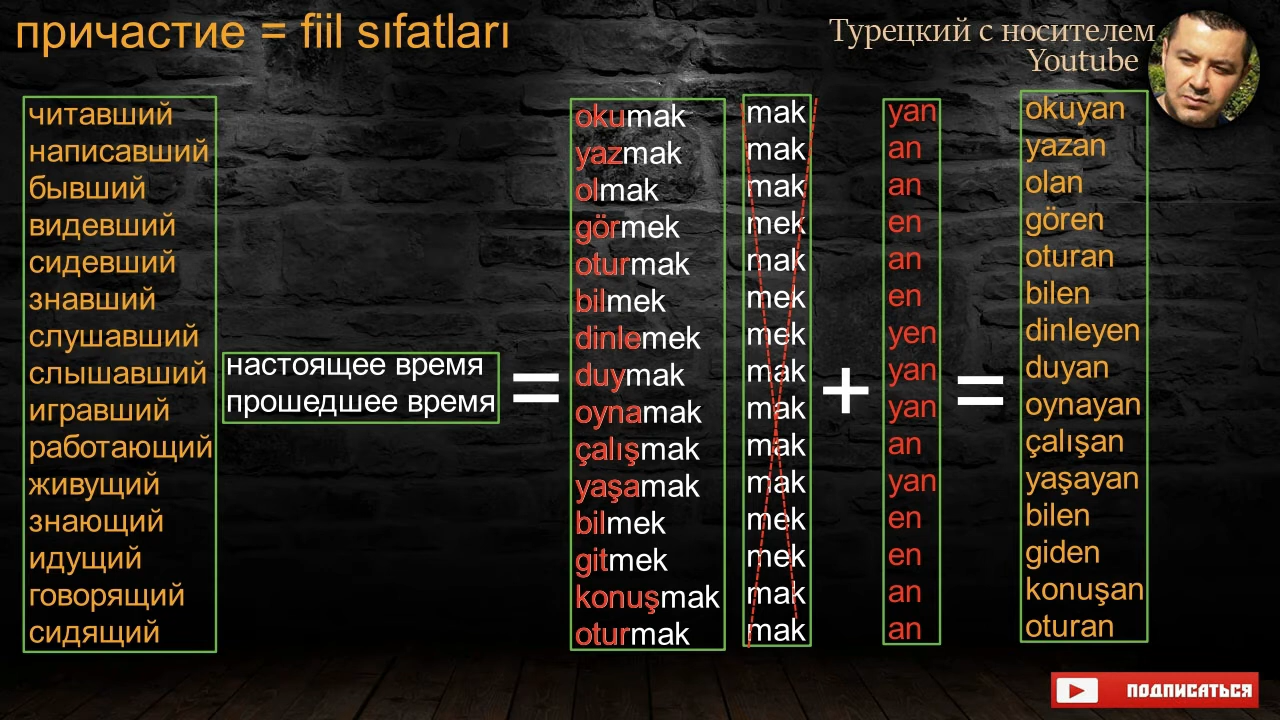 причастие = fiil sıfatları
Турецкий с носителем
Youtube
читавший
написавший
бывший
видевший
сидевший
знавший
слушавший
слышавший
игравший
работающий
живущий
знающий
идущий
говорящий
сидящий
настоящее время
прошедшее время
=
okumak
yazmak
olmak
görmek
oturmak
bilmek
dinlemek
duymak
oynamak
çalışmak
yaşamak
bilmek
gitmek
konuşmak
oturmak
mak
mak
mak
mek
mak
mek
mek
mak
mak
mak
mak
mek
mek
mak
mak
+
yan
an
an
en
an
en
yen
yan
yan
an
yan
en
en
an
an
=
okuyan
yazan
olan
gören
oturan
bilen
dinleyen
duyan
oynayan
çalışan
yaşayan
bilen
giden
konuşan
oturan
ПОДПИСАТЬСЯ